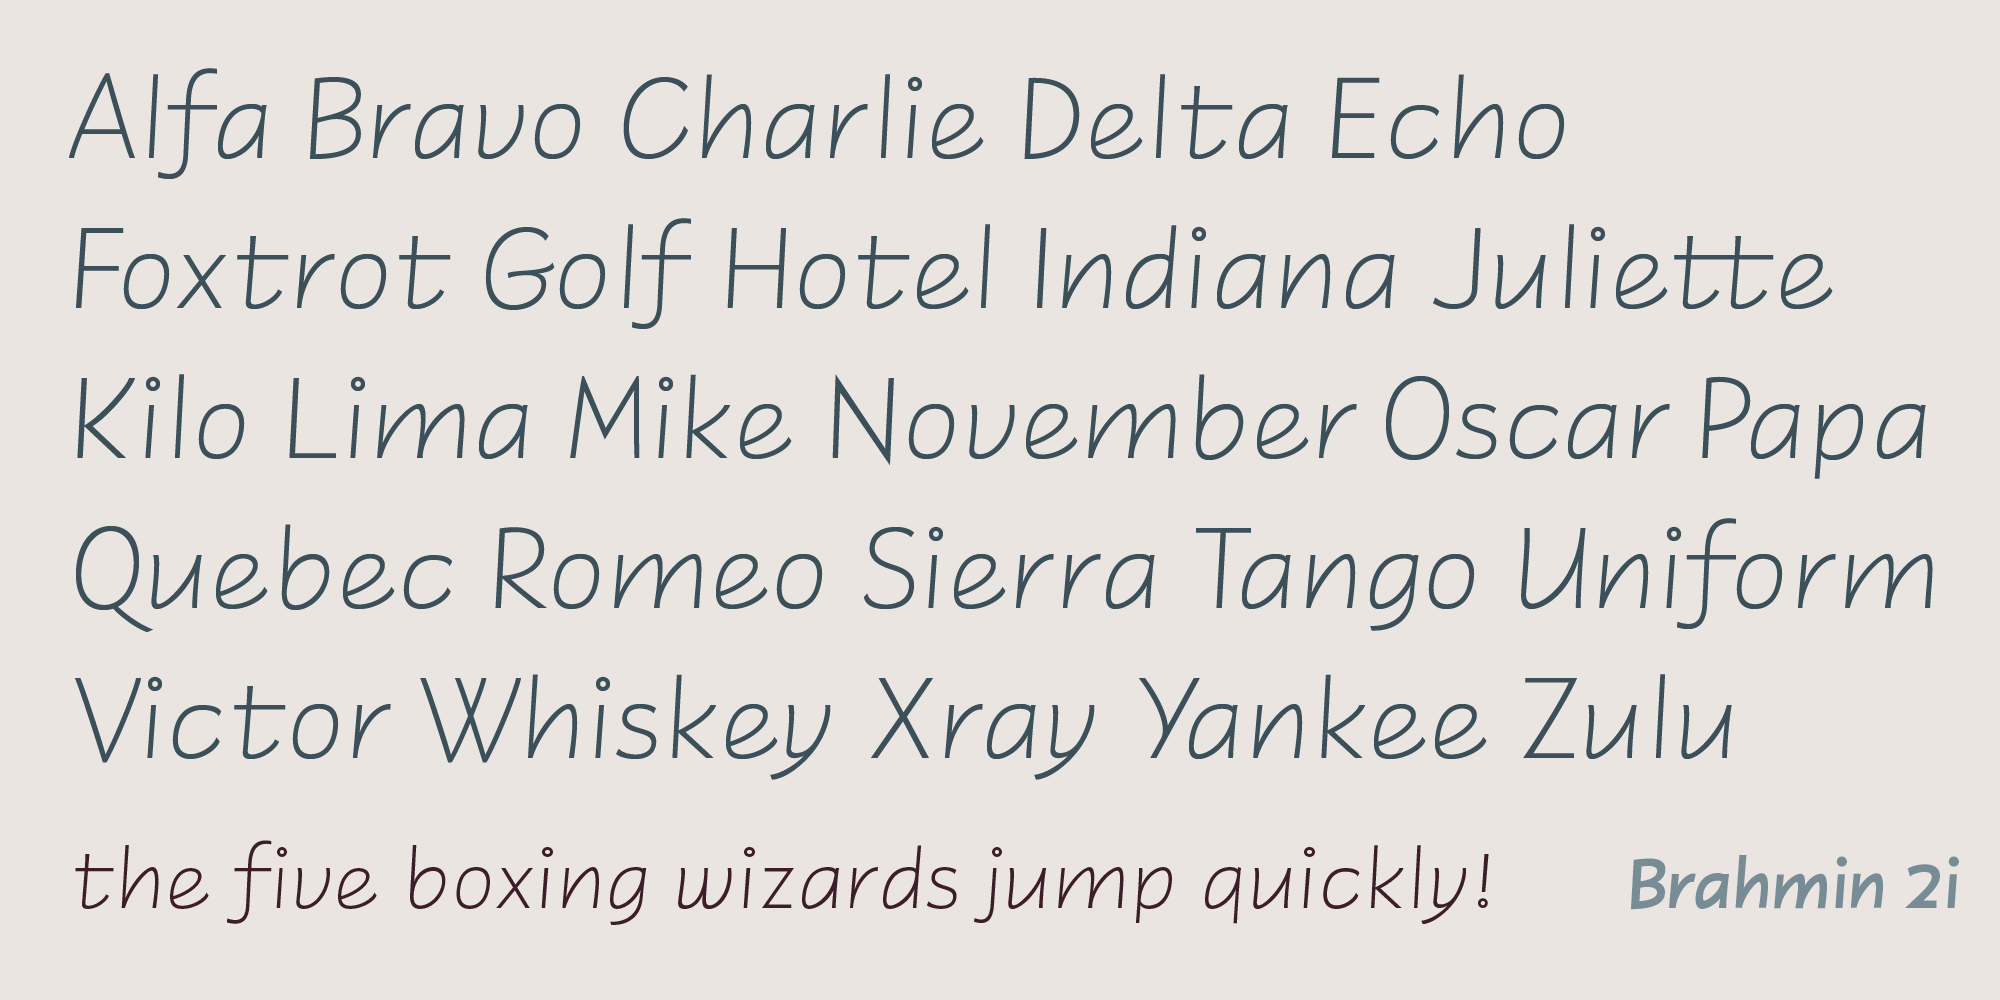 Alfa Bravo Charlie Delta Echo
Foxtrot Golf Hotel Indiana Juliette
Kilo Lima Mike November Oscar Papa
Quebec Romeo Sierra Tango Uniform
Victor Whiskey Xray Yankee Zulu
the five boxing wizards jump quickly!
Brahmin 2i